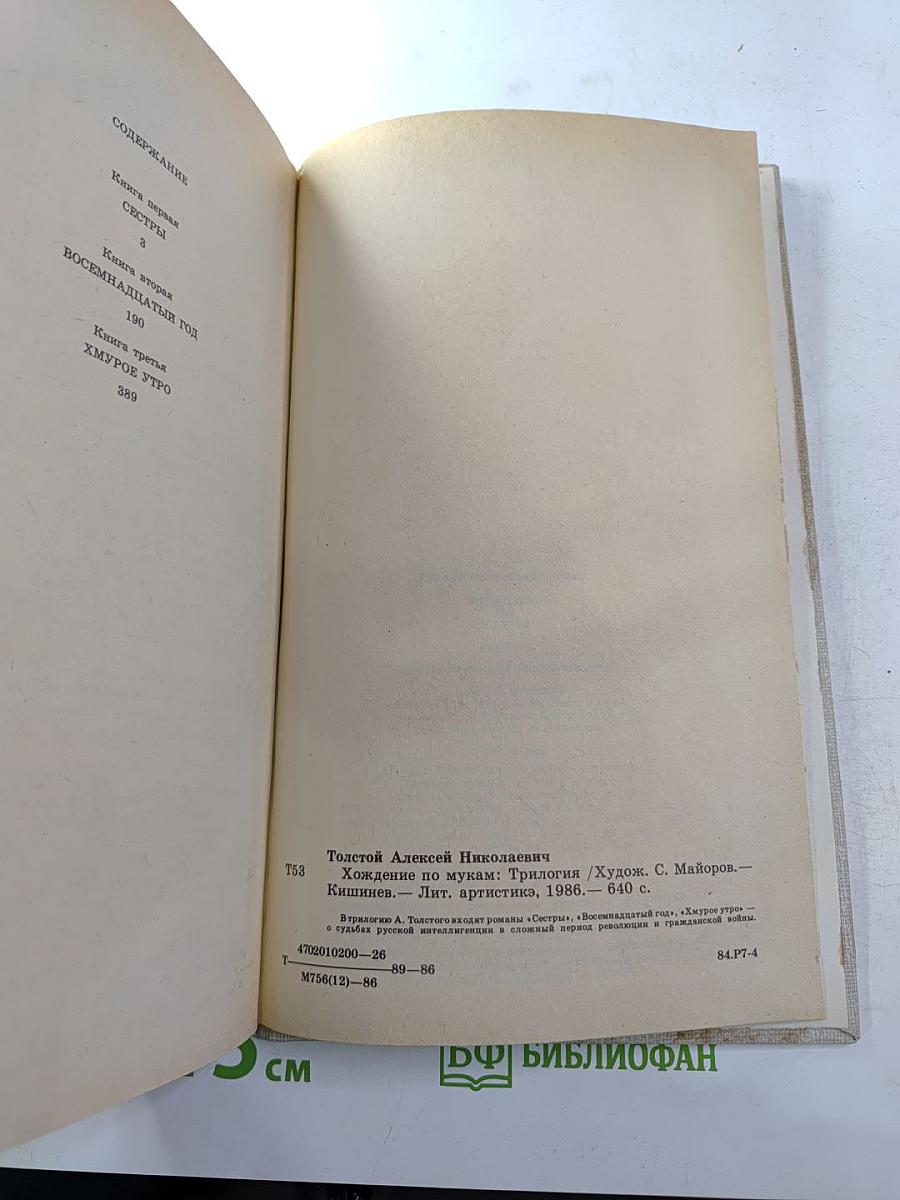 СОДЕРЖАНИЕ
Книга первая
СЕСТРЫ
3
Книга вторая
ВОСЕМНАДЦАТЫЙ ГОД
190
Книга третья
ХМУРОЕ УТРО
389
Толстой Алексей Николаевич
Т53 Хождение по мукам: Трилогия /Худож. С. Майоров.—
Кишинев.— Лит. артистикэ, 1986.— 640 с.
В трилогию А. Толстого входят романы «Сестры», «Восемнадцатый год», «Хмурое утро» —
о судьбах русской интеллигенции в сложный период революции и гражданской войны.
4702010200—26
Т 89—86
М756(12)—86
84.Р7-4
см
БФ БИБЛИОФАН